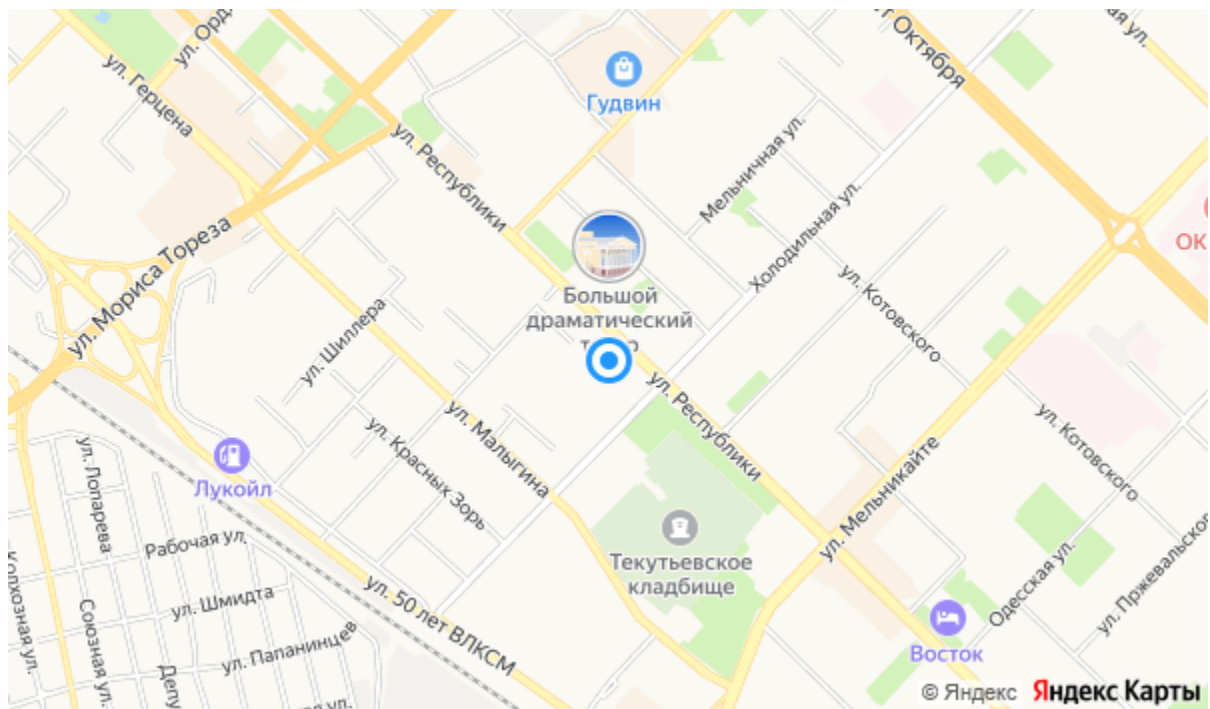 ул. Орд
ул. Герцена
Гудвин
т Октября
ая ул.
ул. Республики
Мельничная ул.
Холодильная ул.
ОК
ул. Мориса Тореза
Большой
драматический
ул. Котовского
ул. Шиллера
ул. Республики
ул. Малыгина
ул. Красных Зорь
ул. Котовского
ул. Лопарева
Лукойл
ул. Мельникайте
Рабочая ул.
Текутьевское
кладбище
Одесская ул.
ул. Пржевальского
Колхозная ул.
Союзная ул.
ул. Шмидта
ул. 50 лет ВЛКСМ
ул. Папанинцев
Депу
ая ул.
Восток
© Яндекс Яндекс Карты